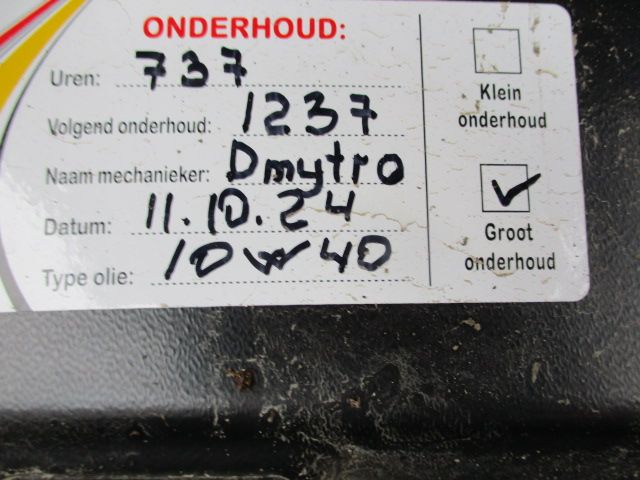 ONDERHOUD:
Uren: 737
Volgend onderhoud: 1237
Naam mechanieker: Dmytro
Datum: 11.10.24
Type olie: 10W40
Klein
onderhoud
Groot
onderhoud